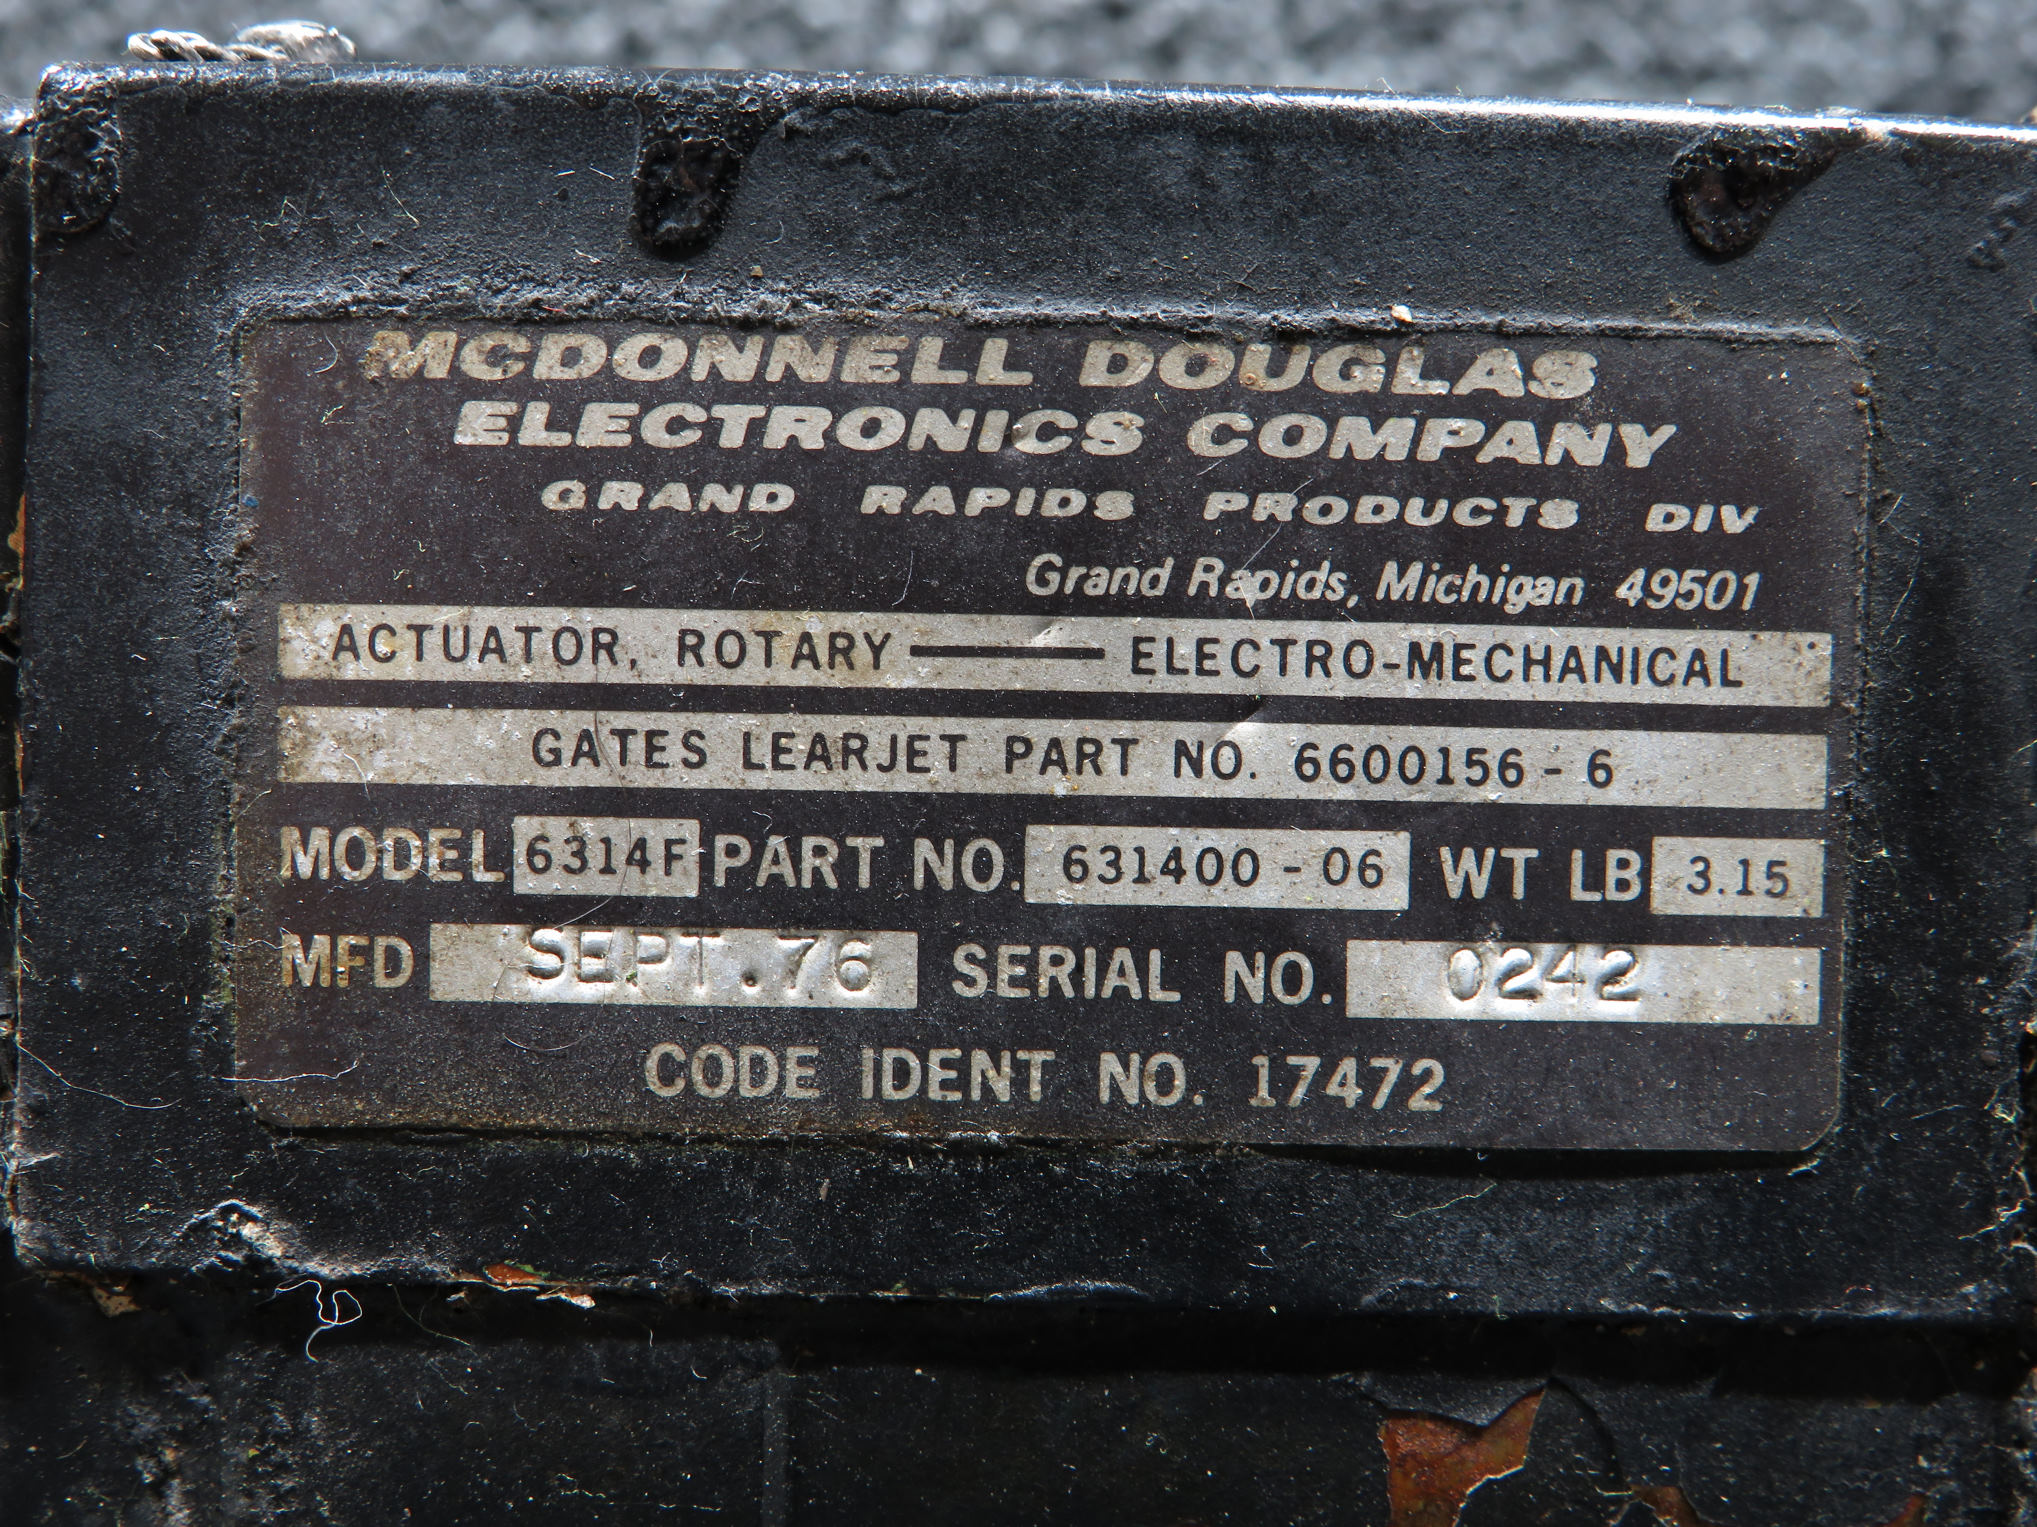 MCDONNELL DOUGLAS
ELECTRONICS COMPANY
GRAND RAPIDS PRODUCTS DIV
Grand Rapids, Michigan 49501
ACTUATOR, ROTARY — ELECTRO-MECHANICAL
GATES LEARJET PART NO. 6600156-6
MODEL 6314F PART NO. 631400-06 WT LB 3.15
MFD SEPT.76 SERIAL NO. 0242
CODE IDENT NO. 17472